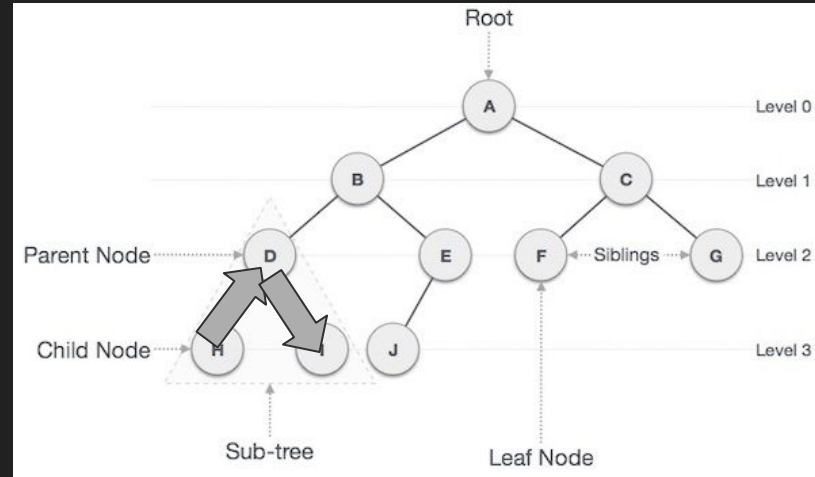 Root
A
Level 0
B
C
Level 1
Parent Node
D
E
F
Siblings
G
Level 2
Child Node
H
J
Level 3
Sub-tree
Leaf Node